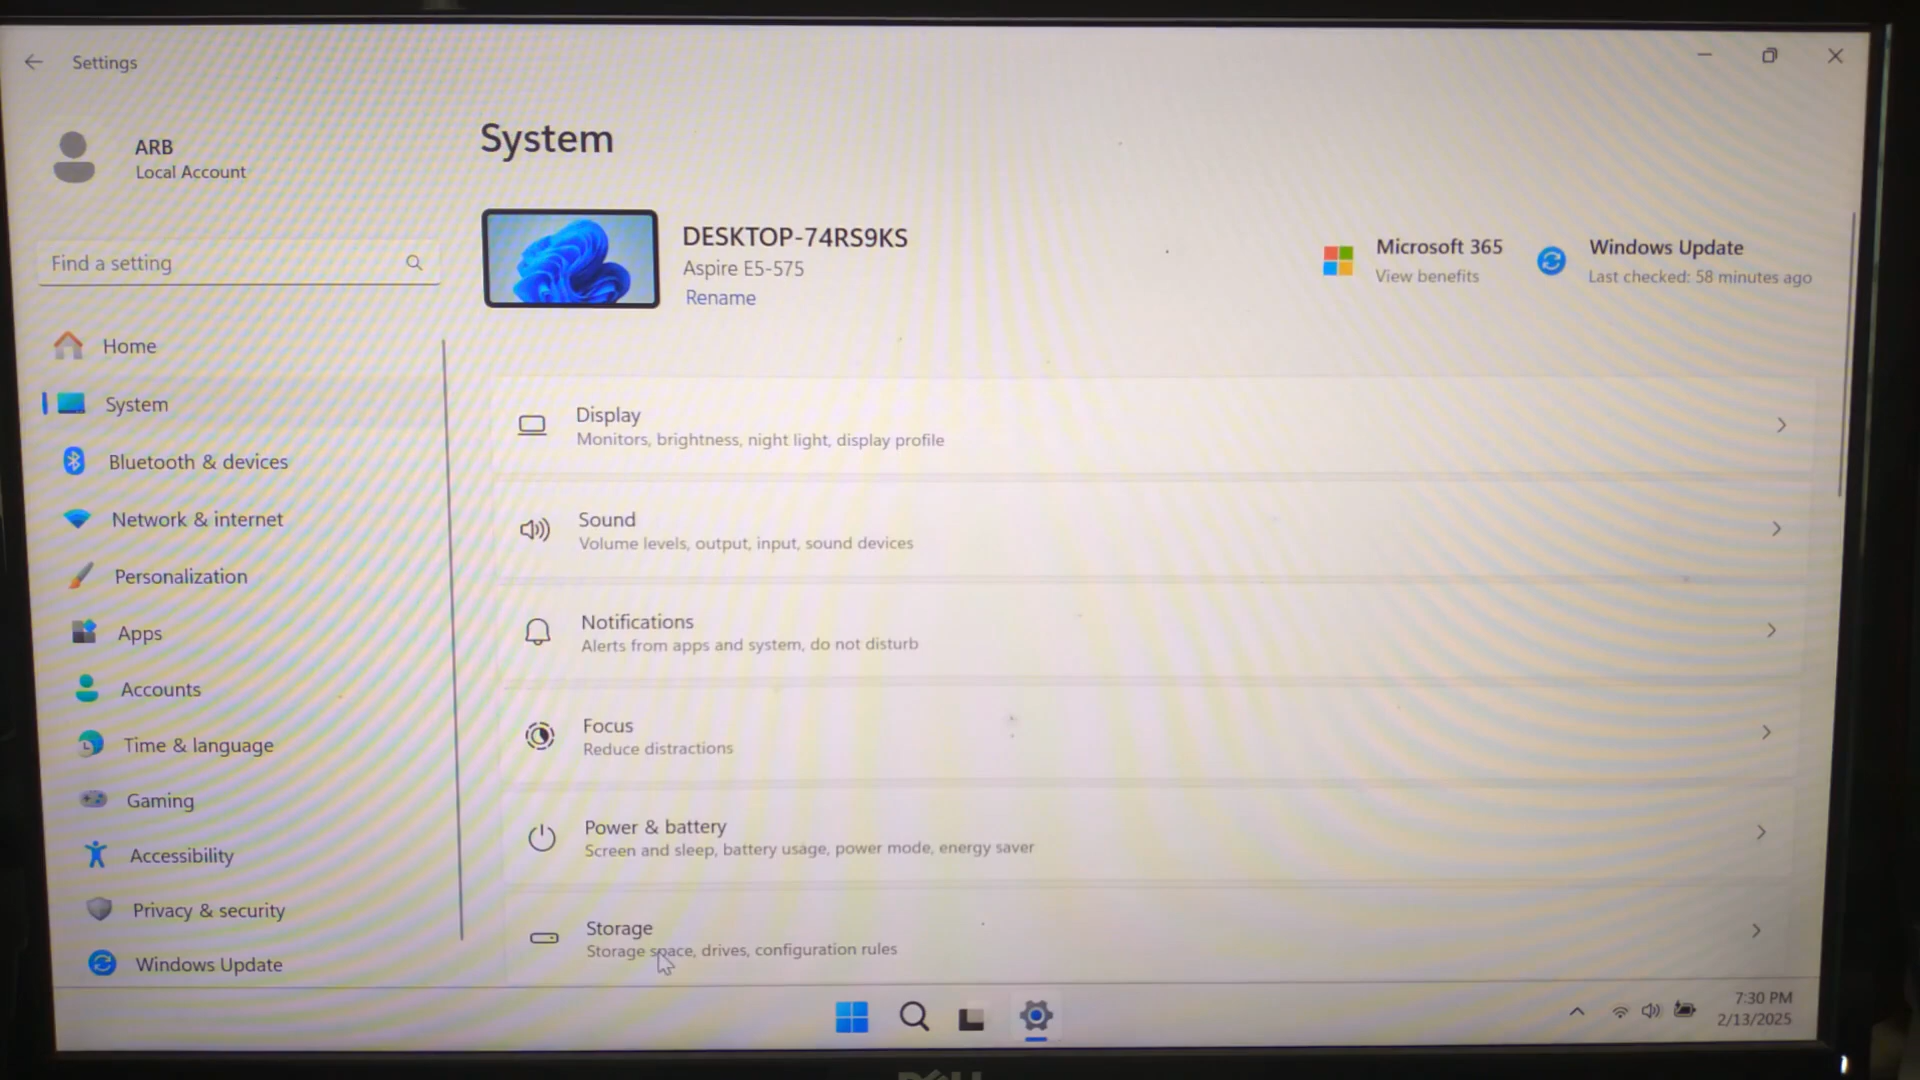 Settings
ARB
Local Account
Find a setting
Home
System
Bluetooth & devices
Network & internet
Personalization
Apps
Accounts
Time & language
Gaming
Accessibility
Privacy & security
Windows Update
System
DESKTOP-74RS9KS
Aspire E5-575
Rename
Microsoft 365
View benefits
Windows Update
Last checked: 58 minutes ago
Display
Monitors, brightness, night light, display profile
Sound
Volume levels, output, input, sound devices
Notifications
Alerts from apps and system, do not disturb
Focus
Reduce distractions
Power & battery
Screen and sleep, battery usage, power mode, energy saver
Storage
Storage space, drives, configuration rules
7:30 PM
2/13/2025
DELL